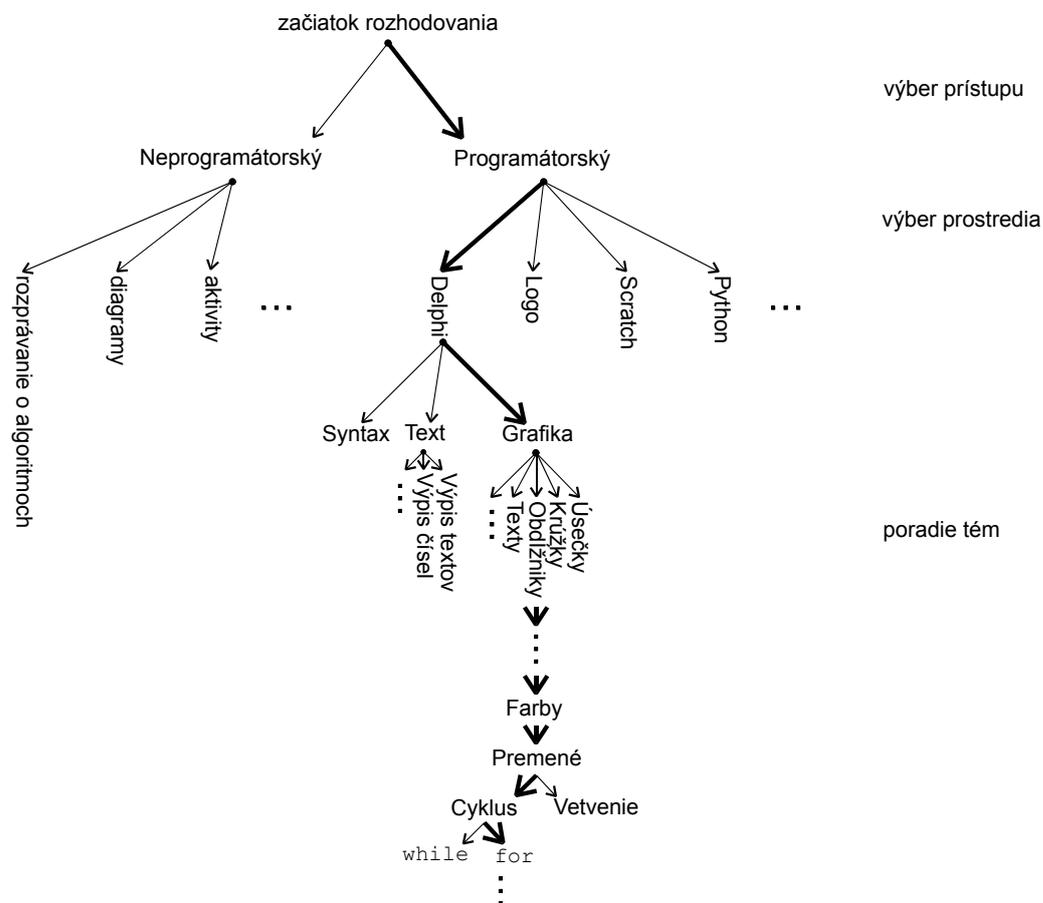 začiatok rozhodovania
výber prístupu
Neprogramátorský
Programátorský
výber prostredia
rozprávanie o algoritmoch
diagramy
aktivity
...
Delphi
Logo
Scratch
Python
...
Syntax
Text
Grafika
...
Výpis čísel
Výpis textov
...
Texty
Obdĺžniky
Krúžky
Úsečky
poradie tém
...
Farby
Premené
Cyklus
Vetvenie
while
for
...